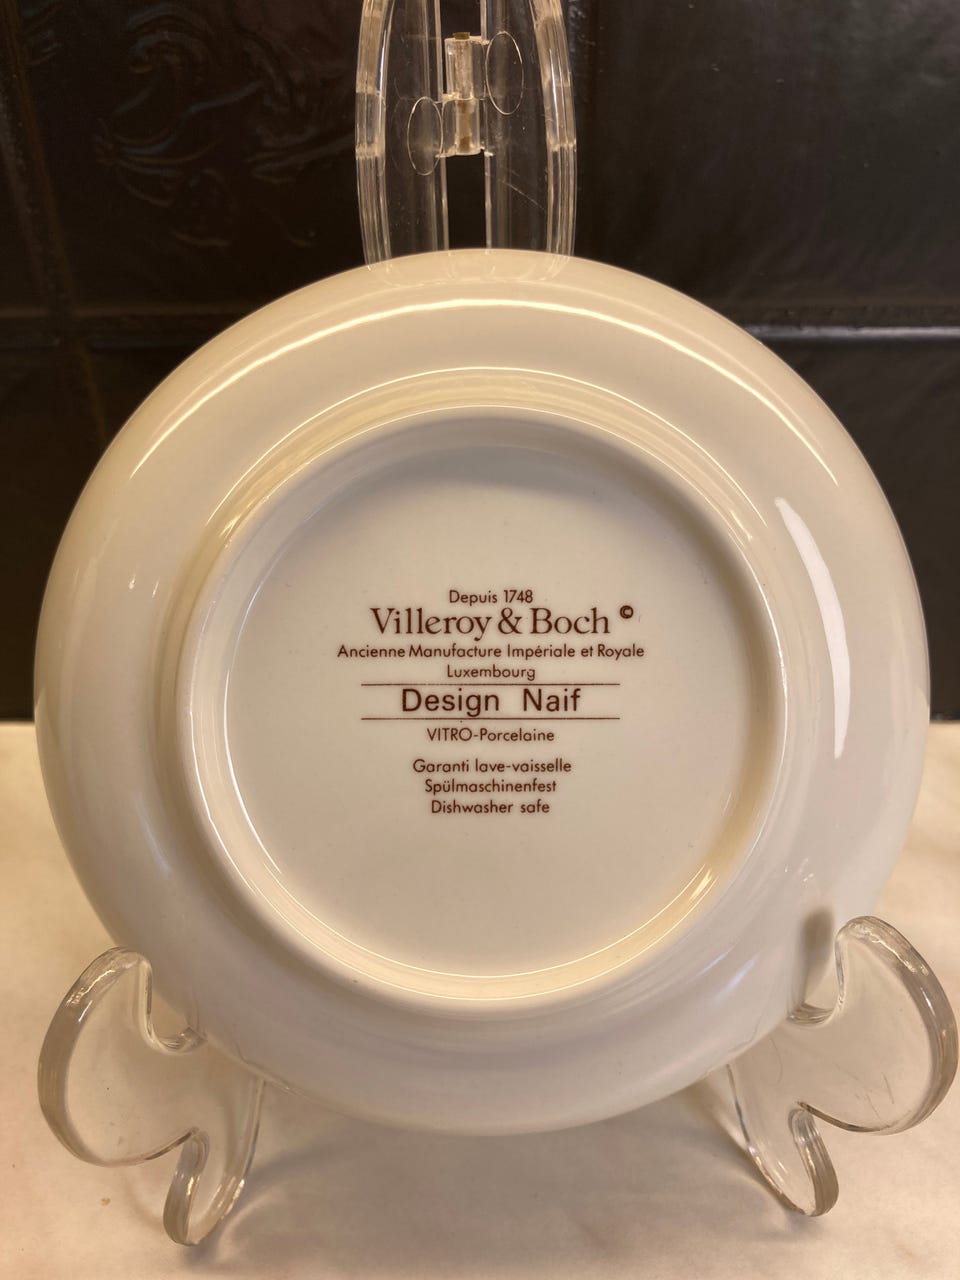 Depuis 1748
Villeroy & Boch ©
Ancienne Manufacture Impériale et Royale
Luxembourg
Design Naif
VITRO-Porcelaine
Garanti lave-vaisselle
Spülmaschinenfest
Dishwasher safe